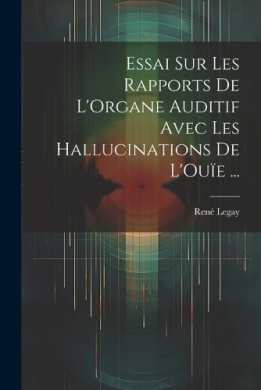 Essai Sur Les
Rapports De
L'Organe Auditif
Avec Les
Hallucinations De
L'Ouïe ...
René Legay